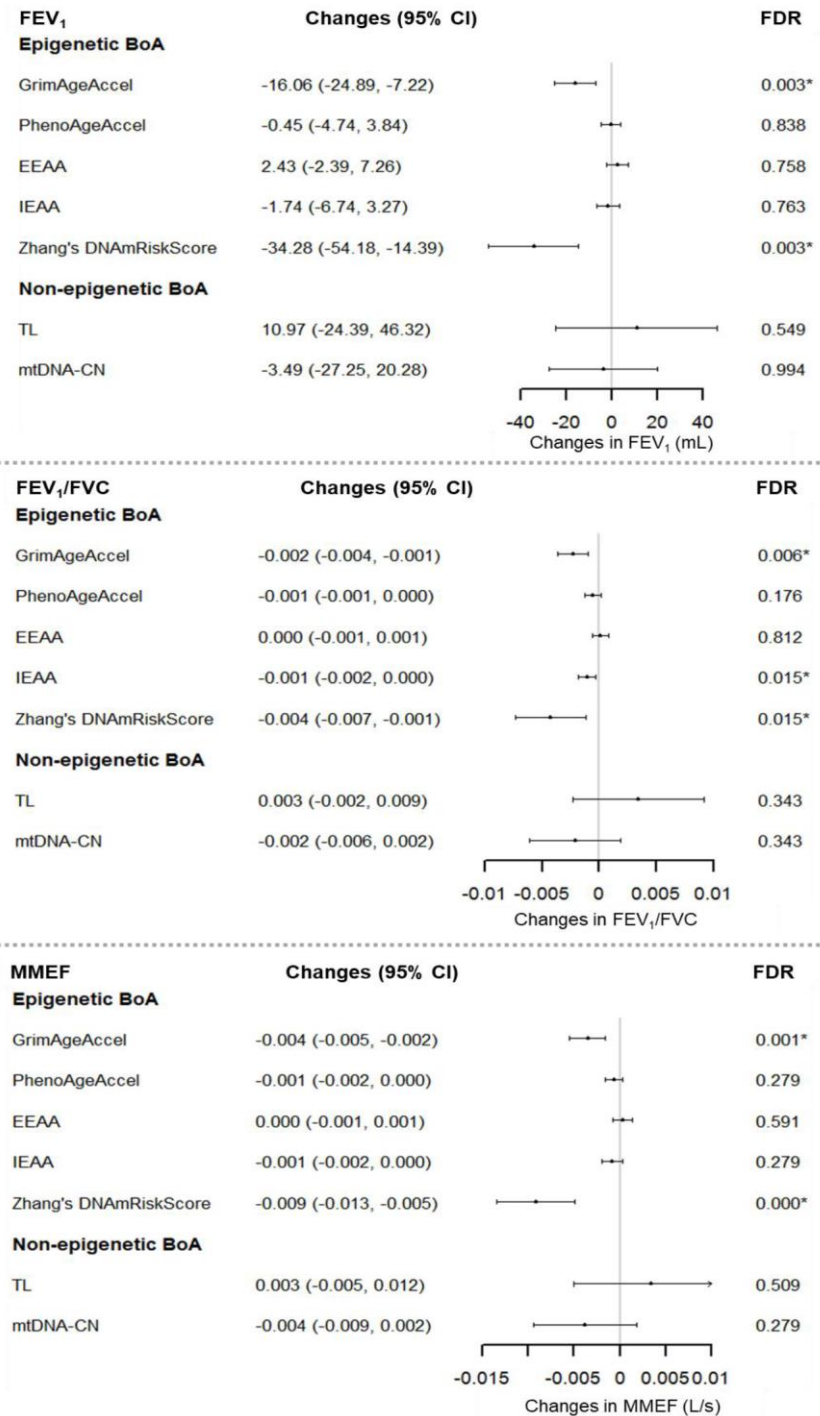 FEV₁ Changes (95% CI) FDR
Epigenetic BoA
GrimAgeAccel -16.06 (-24.89, -7.22) 0.003*
PhenoAgeAccel -0.45 (-4.74, 3.84) 0.838
EEAA 2.43 (-2.39, 7.26) 0.758
IEAA -1.74 (-6.74, 3.27) 0.763
Zhang's DNAmRiskScore -34.28 (-54.18, -14.39) 0.003*
Non-epigenetic BoA
TL 10.97 (-24.39, 46.32) 0.549
mtDNA-CN -3.49 (-27.25, 20.28) 0.994
-40 -20 0 20 40
Changes in FEV₁ (mL)
FEV₁/FVC Changes (95% CI) FDR
Epigenetic BoA
GrimAgeAccel -0.002 (-0.004, -0.001) 0.006*
PhenoAgeAccel -0.001 (-0.001, 0.000) 0.176
EEAA 0.000 (-0.001, 0.001) 0.812
IEAA -0.001 (-0.002, 0.000) 0.015*
Zhang's DNAmRiskScore -0.004 (-0.007, -0.001) 0.015*
Non-epigenetic BoA
TL 0.003 (-0.002, 0.009) 0.343
mtDNA-CN -0.002 (-0.006, 0.002) 0.343
-0.01 -0.005 0 0.005 0.01
Changes in FEV₁/FVC
MMEF Changes (95% CI) FDR
Epigenetic BoA
GrimAgeAccel -0.004 (-0.005, -0.002) 0.001*
PhenoAgeAccel -0.001 (-0.002, 0.000) 0.279
EEAA 0.000 (-0.001, 0.001) 0.591
IEAA -0.001 (-0.002, 0.000) 0.279
Zhang's DNAmRiskScore -0.009 (-0.013, -0.005) 0.000*
Non-epigenetic BoA
TL 0.003 (-0.005, 0.012) 0.509
mtDNA-CN -0.004 (-0.009, 0.002) 0.279
-0.015 -0.005 0 0.005 0.01
Changes in MMEF (L/s)